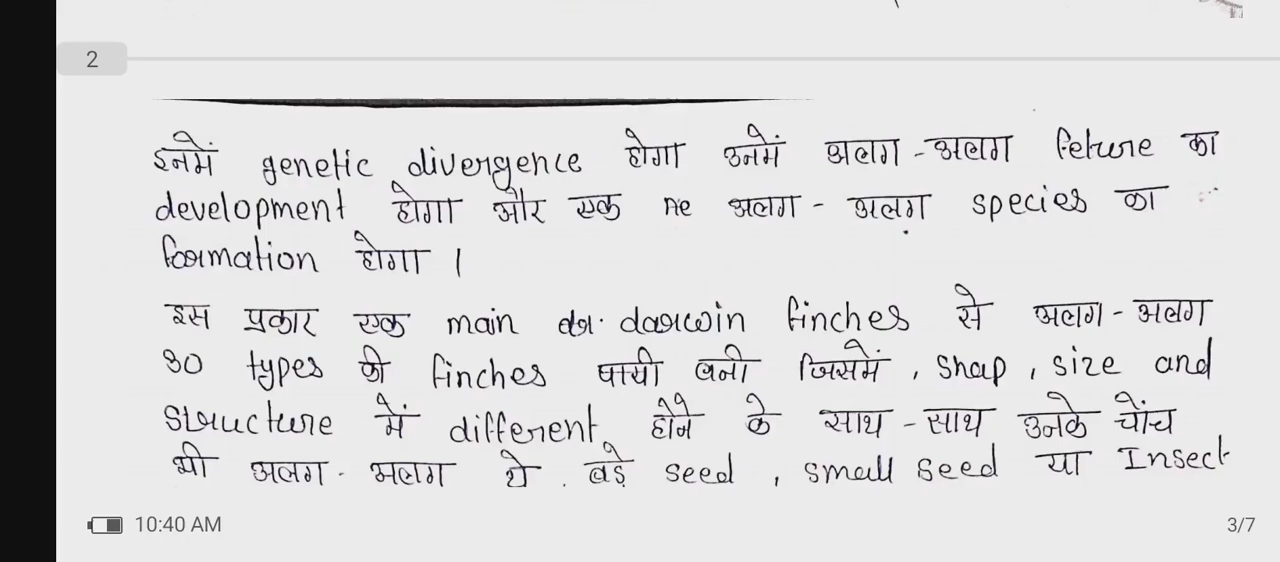 2
इनमें genetic divergence होगा उनमें अलग-अलग feture का
development होगा और एक ne अलग-अलग species का
formation होगा ।
इस प्रकार एक main darwin finches से अलग-अलग
30 types की finches पायी बनी जिसमें , shap , size and
structure में different होने के साथ-साथ उनके चोंच
भी अलग-अलग थे . बड़े seed , small seed या Insect
10:40 AM 3/7